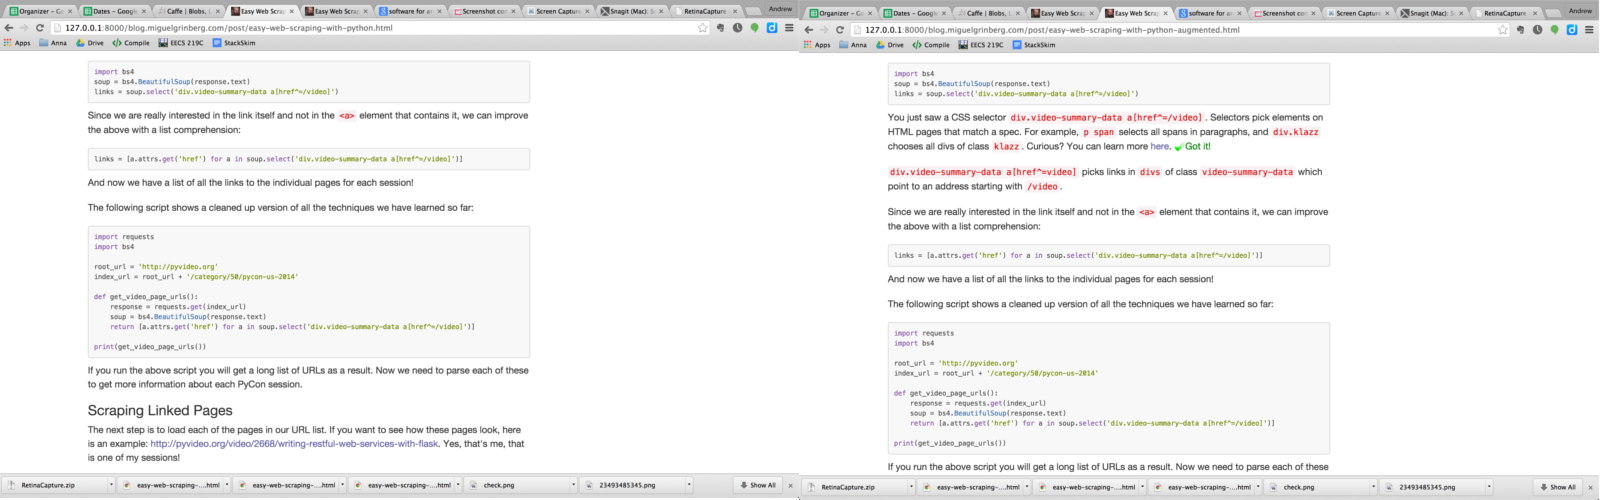 Organizer – Go
Dates – Google
Caffe | Blobs,
Easy Web Scrap
Easy Web Scrap
software for an
Screenshot con
Screen Capture
Snagit (Mac): S
RetinaCapture
Andrew
127.0.0.1:8000/blog.miguelgrinberg.com/post/easy-web-scraping-with-python.html
Apps Anna Drive Compile EECS 219C StackSkim
import bs4
soup = bs4.BeautifulSoup(response.text)
links = soup.select('div.video-summary-data a[href^=/video]')
Since we are really interested in the link itself and not in the <a> element that contains it, we can improve
the above with a list comprehension:
links = [a.attrs.get('href') for a in soup.select('div.video-summary-data a[href^=/video]')]
And now we have a list of all the links to the individual pages for each session!
The following script shows a cleaned up version of all the techniques we have learned so far:
import requests
import bs4
root_url = 'http://pyvideo.org'
index_url = root_url + '/category/50/pycon-us-2014'
def get_video_page_urls():
response = requests.get(index_url)
soup = bs4.BeautifulSoup(response.text)
return [a.attrs.get('href') for a in soup.select('div.video-summary-data a[href^=/video]')]
print(get_video_page_urls())
If you run the above script you will get a long list of URLs as a result. Now we need to parse each of these
to get more information about each PyCon session.
Scraping Linked Pages
The next step is to load each of the pages in our URL list. If you want to see how these pages look, here
is an example: http://pyvideo.org/video/2668/writing-restful-web-services-with-flask. Yes, that's me, that
is one of my sessions!
RetinaCapture.zip
easy-web-scraping-....html
easy-web-scraping-....html
easy-web-scraping-....html
check.png
23493485345.png
Show All
Organizer – Go
Dates – Google
Caffe | Blobs, L
Easy Web Scrap
Easy Web Scrap
software for an
Screenshot con
Screen Capture
Snagit (Mac): S
RetinaCapture
Andrew
127.0.0.1:8000/blog.miguelgrinberg.com/post/easy-web-scraping-with-python-augmented.html
Apps Anna Drive Compile EECS 219C StackSkim
import bs4
soup = bs4.BeautifulSoup(response.text)
links = soup.select('div.video-summary-data a[href^=/video]')
You just saw a CSS selector div.video-summary-data a[href^=/video]. Selectors pick elements on
HTML pages that match a spec. For example, p span selects all spans in paragraphs, and div.klazz
chooses all divs of class klazz. Curious? You can learn more here. Got it!
div.video-summary-data a[href^=video] picks links in divs of class video-summary-data which
point to an address starting with /video.
Since we are really interested in the link itself and not in the <a> element that contains it, we can improve
the above with a list comprehension:
links = [a.attrs.get('href') for a in soup.select('div.video-summary-data a[href^=/video]')]
And now we have a list of all the links to the individual pages for each session!
The following script shows a cleaned up version of all the techniques we have learned so far:
import requests
import bs4
root_url = 'http://pyvideo.org'
index_url = root_url + '/category/50/pycon-us-2014'
def get_video_page_urls():
response = requests.get(index_url)
soup = bs4.BeautifulSoup(response.text)
return [a.attrs.get('href') for a in soup.select('div.video-summary-data a[href^=/video]')]
print(get_video_page_urls())
If you run the above script you will get a long list of URLs as a result. Now we need to parse each of these
RetinaCapture.zip
easy-web-scraping-....html
easy-web-scraping-....html
easy-web-scraping-....html
check.png
23493485345.png
Show All